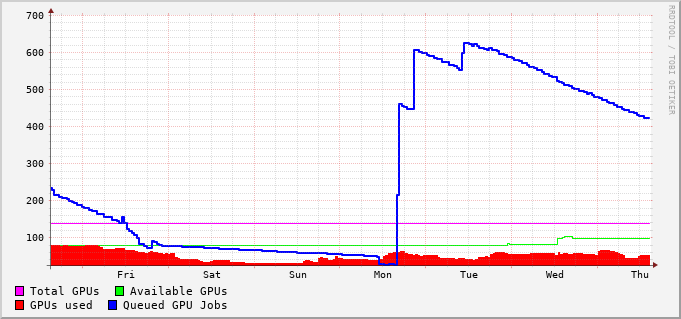 700
600
500
400
300
200
100
Fri Sat Sun Mon Tue Wed Thu
Total GPUs Available GPUs
GPUs used Queued GPU Jobs
RRDTOOL / TOBI OETIKER